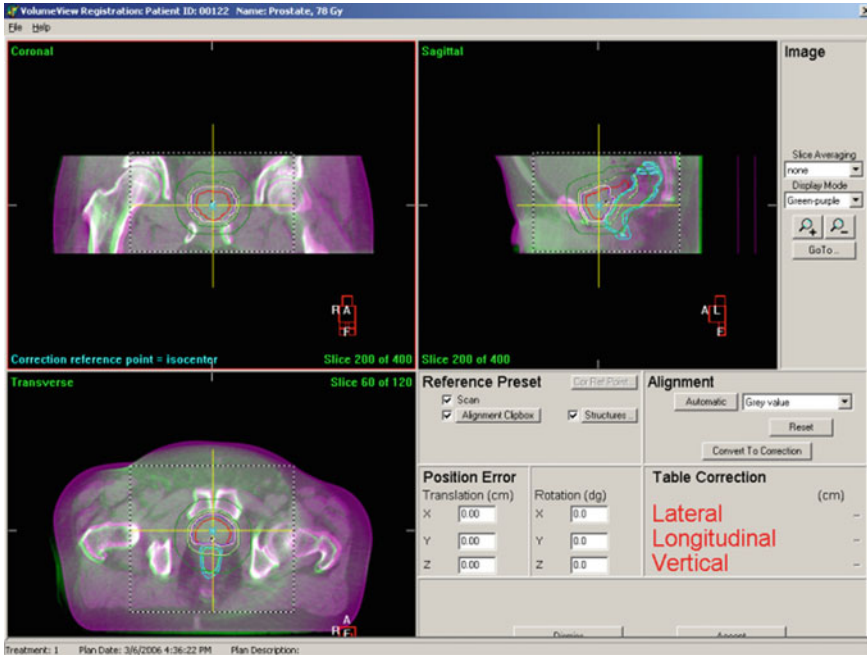 VolumeView Registration: Patient ID: 00122 Name: Prostate, 78 Gy
File Help
Coronal
R A
F
Correction reference point = isocenter
Slice 200 of 400
Sagittal
A L
F
Slice 200 of 400
Image
Slice Averaging
none
Display Mode
Green-purple
GoTo..
Transverse
Slice 60 of 120
A
R F
Reference Preset
Cor Ref Point...
Scan
Alignment Clipbox
Structures ..
Alignment
Automatic
Grey value
Reset
Convert To Correction
Position Error
Translation (cm)
X 0.00
Y 0.00
Z 0.00
Rotation (dg)
X 0.0
Y 0.0
Z 0.0
Table Correction
(cm)
Lateral --
Longitudinal --
Vertical --
Dismiss
Accept
Treatment: 1 Plan Date: 3/6/2006 4:36:22 PM Plan Description: